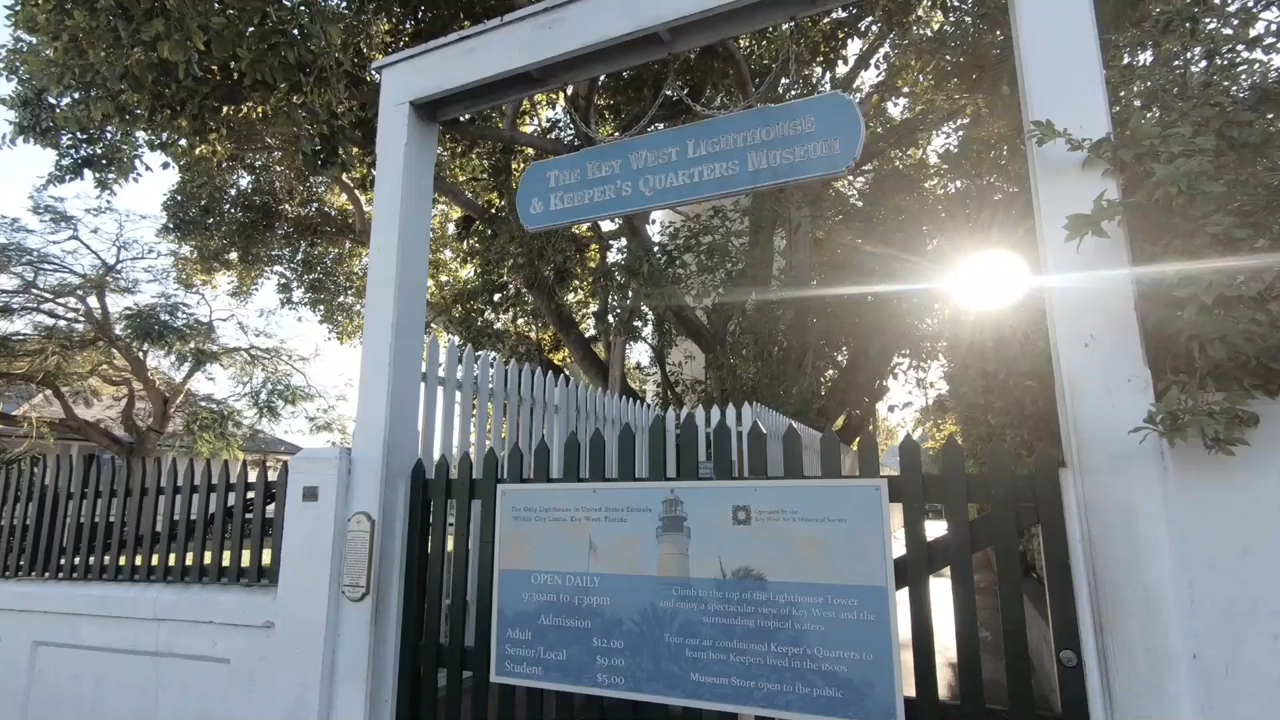 The Key West Lighthouse
& Keeper's Quarters Museum
The Only Lighthouse in United States Entirely
Within City Limits, Key West, Florida
Operated by the
Key West Art & Historical Society
OPEN DAILY
9:30am to 4:30pm
Admission
Adult $12.00
Senior/Local $9.00
Student $5.00
Climb to the top of the Lighthouse Tower
and enjoy a spectacular view of Key West and the
surrounding tropical waters
Tour our air conditioned Keeper's Quarters to
learn how Keepers lived in the 1800s
Museum Store open to the public